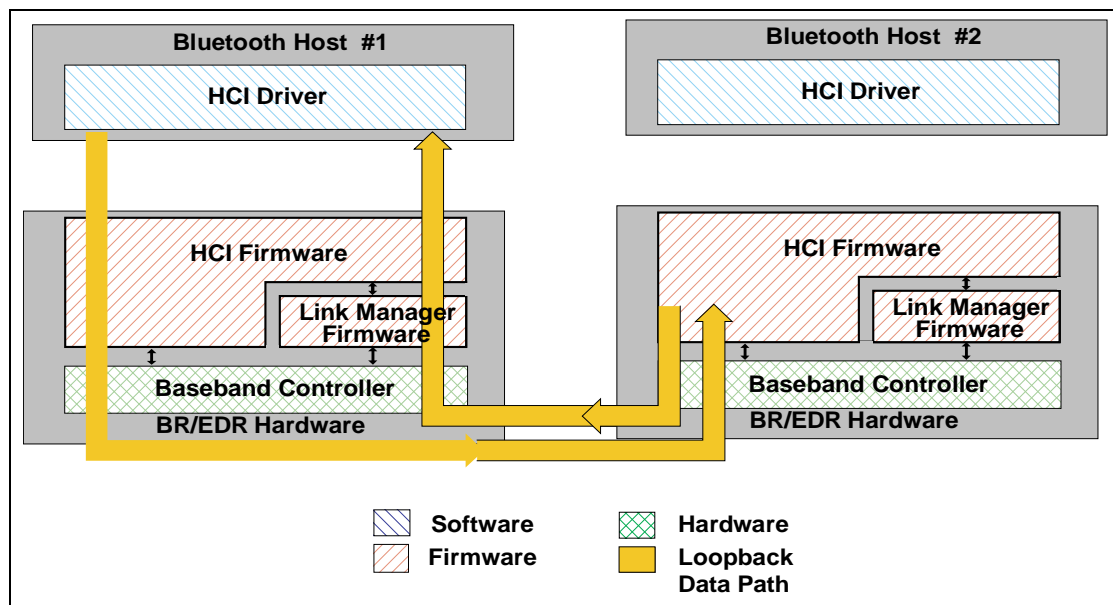 Bluetooth Host #1
HCI Driver
HCI Firmware
Link Manager
Firmware
Baseband Controller
BR/EDR Hardware
Bluetooth Host #2
HCI Driver
HCI Firmware
Link Manager
Firmware
Baseband Controller
BR/EDR Hardware
Software
Firmware
Hardware
Loopback
Data Path